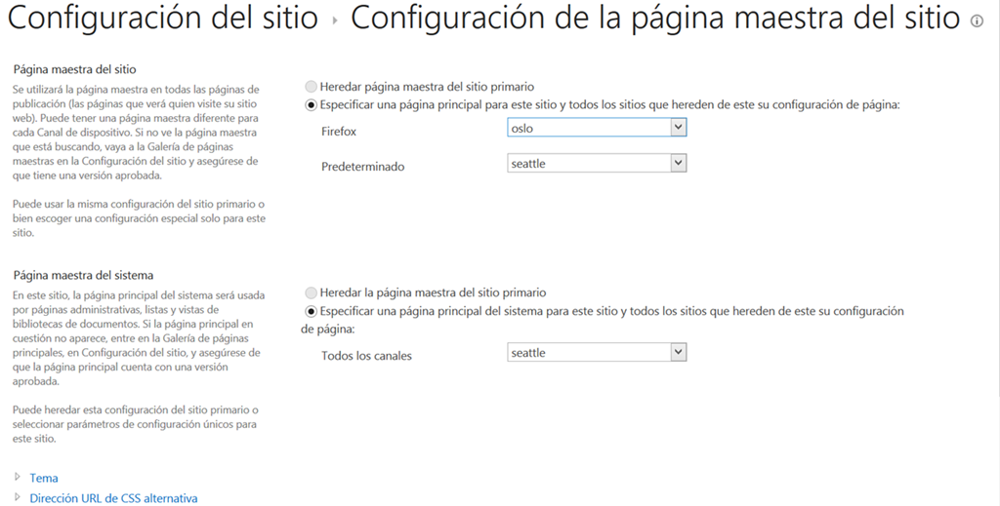 Configuración del sitio ▸ Configuración de la página maestra del sitio
Página maestra del sitio
Se utilizará la página maestra en todas las páginas de
publicación (las páginas que verá quien visite su sitio
web). Puede tener una página maestra diferente para
cada Canal de dispositivo. Si no ve la página maestra
que está buscando, vaya a la Galería de páginas
maestras en la Configuración del sitio y asegúrese de
que tiene una versión aprobada.
Puede usar la misma configuración del sitio primario o
bien escoger una configuración especial solo para este
sitio.
Heredar página maestra del sitio primario
Especificar una página principal para este sitio y todos los sitios que hereden de este su configuración de página:
Firefox
oslo
Predeterminado
seattle
Página maestra del sistema
En este sitio, la página principal del sistema será usada
por páginas administrativas, listas y vistas de
bibliotecas de documentos. Si la página principal en
cuestión no aparece, entre en la Galería de páginas
principales, en Configuración del sitio, y asegúrese de
que la página principal cuenta con una versión
aprobada.
Puede heredar esta configuración del sitio primario o
seleccionar parámetros de configuración únicos para
este sitio.
Heredar la página maestra del sitio primario
Especificar una página principal del sistema para este sitio y todos los sitios que hereden de este su configuración
de página:
Todos los canales
seattle
Tema
Dirección URL de CSS alternativa